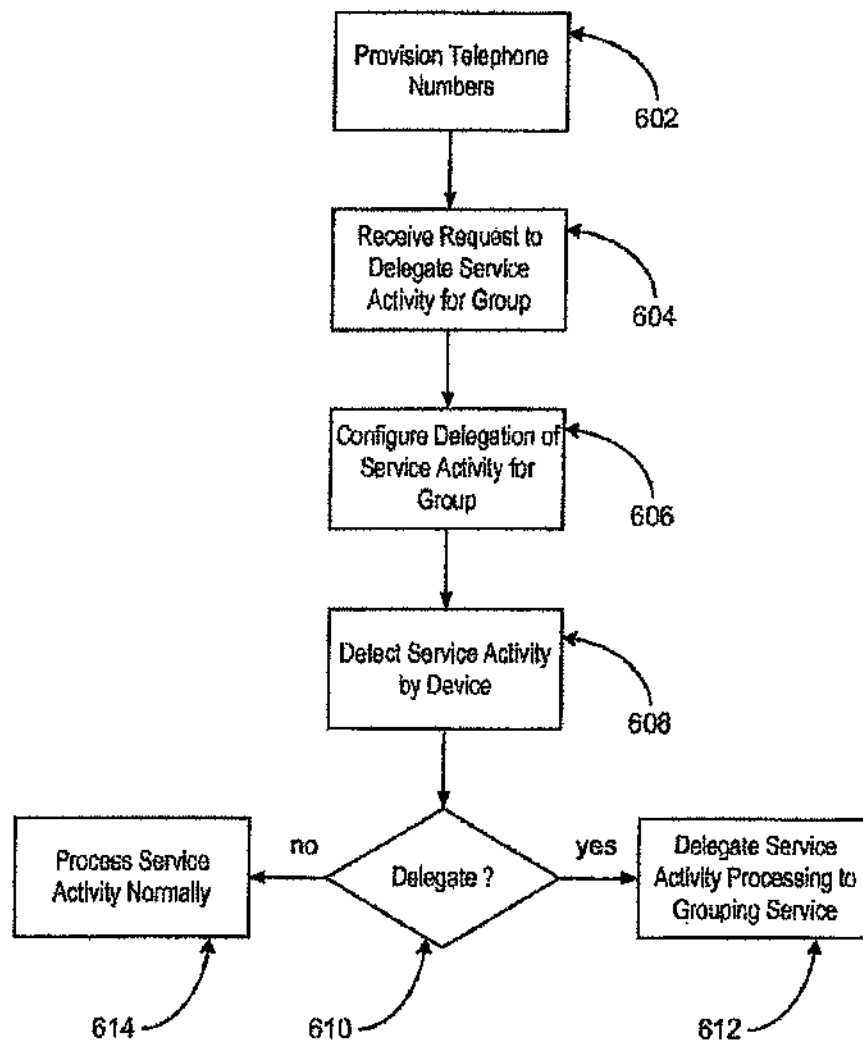 Provision Telephone
Numbers
602
Receive Request to
Delegate Service
Activity for Group
604
Configure Delegation of
Service Activity for
Group
606
Detect Service Activity
by Device
608
no
yes
Process Service
Activity Normally
Delegate ?
Delegate Service
Activity Processing to
Grouping Service
614
610
612